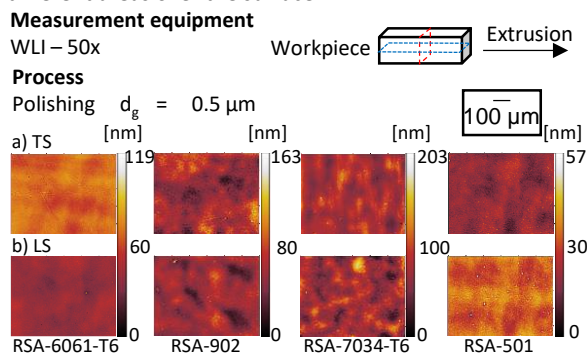 Measurement equipment
WLI – 50x
Workpiece
Extrusion
Process
Polishing d_g = 0.5 µm
100 µm
a) TS
[nm] [nm] [nm] [nm]
119 163 203 57
b) LS
60 80 100 30
0 0 0 0
RSA-6061-T6 RSA-902 RSA-7034-T6 RSA-501